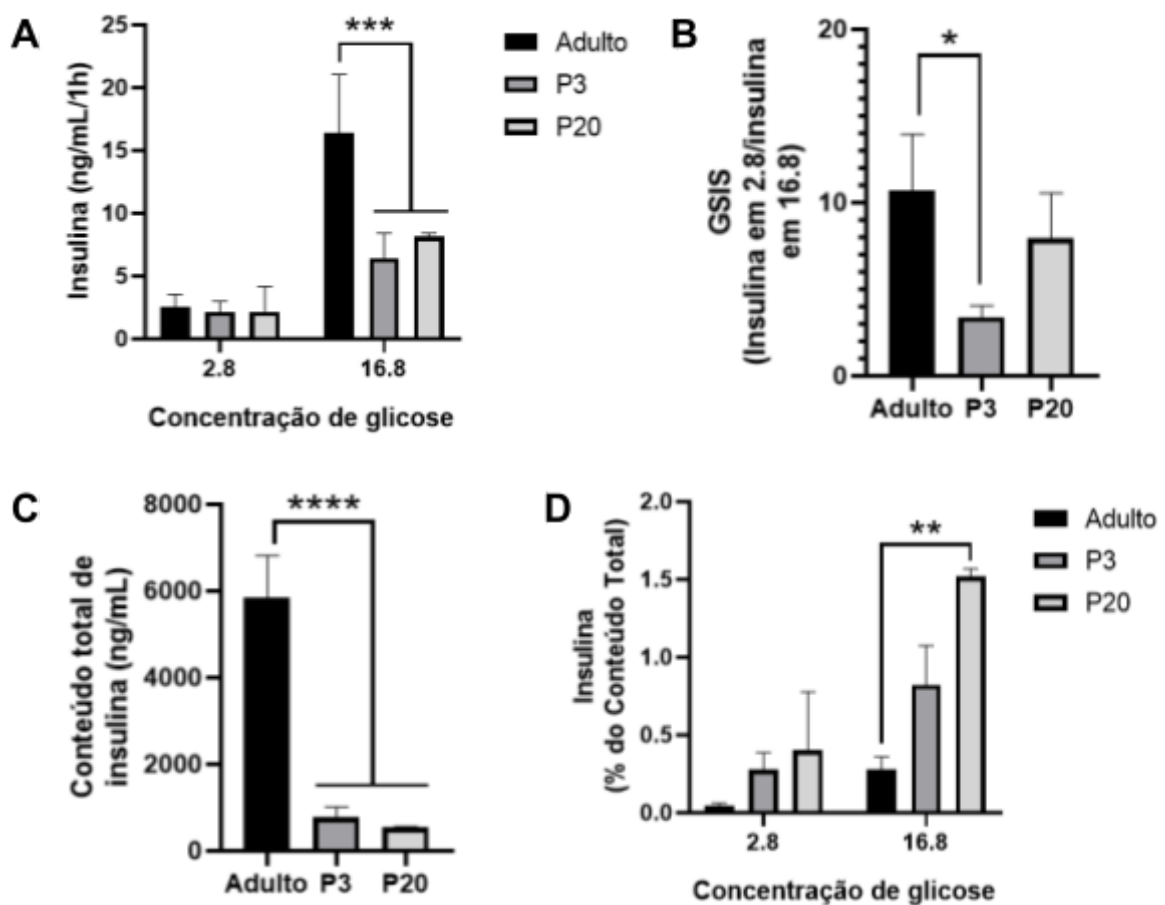 A
Insulina (ng/mL/1h)
25
20
15
10
5
0
***
2.8
16.8
Concentração de glicose
Adulto
P3
P20
B
GSIS
(Insulina em 2.8/insulina
em 16.8)
20
10
0
*
Adulto P3 P20
C
Conteúdo total de
insulina (ng/mL)
8000
6000
4000
2000
0
****
Adulto P3 P20
D
Insulina
(% do Conteúdo Total)
2.0
1.5
1.0
0.5
0.0
**
2.8
16.8
Concentração de glicose
Adulto
P3
P20